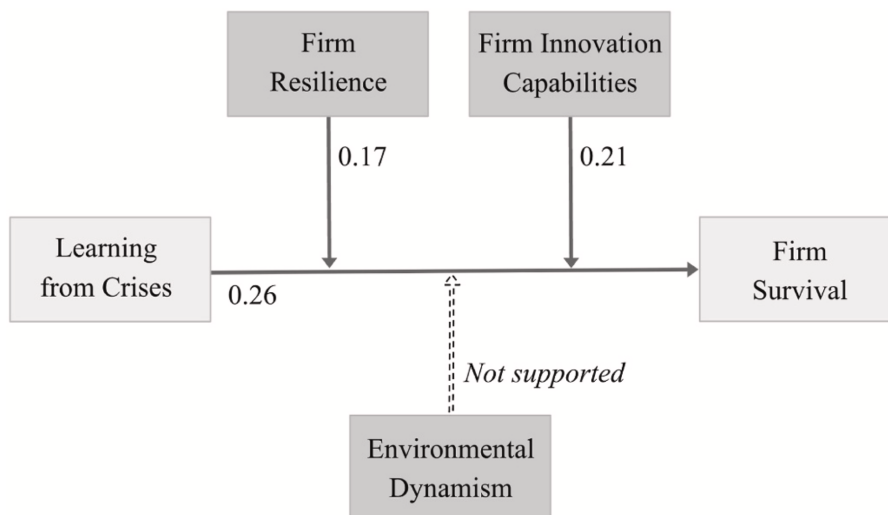 Firm
Resilience
Firm Innovation
Capabilities
0.17
0.21
Learning
from Crises
0.26
Firm
Survival
Not supported
Environmental
Dynamism